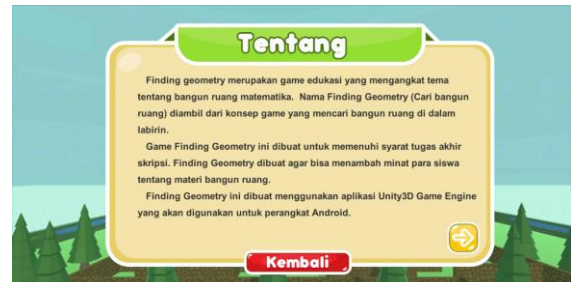 Tentang
Finding geometry merupakan game edukasi yang mengangkat tema
tentang bangun ruang matematika. Nama Finding Geometry (Cari bangun
ruang) diambil dari konsep game yang mencari bangun ruang di dalam
labirin.
Game Finding Geometry ini dibuat untuk memenuhi syarat tugas akhir
skripsi. Finding Geometry dibuat agar bisa menambah minat para siswa
tentang materi bangun ruang.
Finding Geometry ini dibuat menggunakan aplikasi Unity3D Game Engine
yang akan digunakan untuk perangkat Android.
Kembali